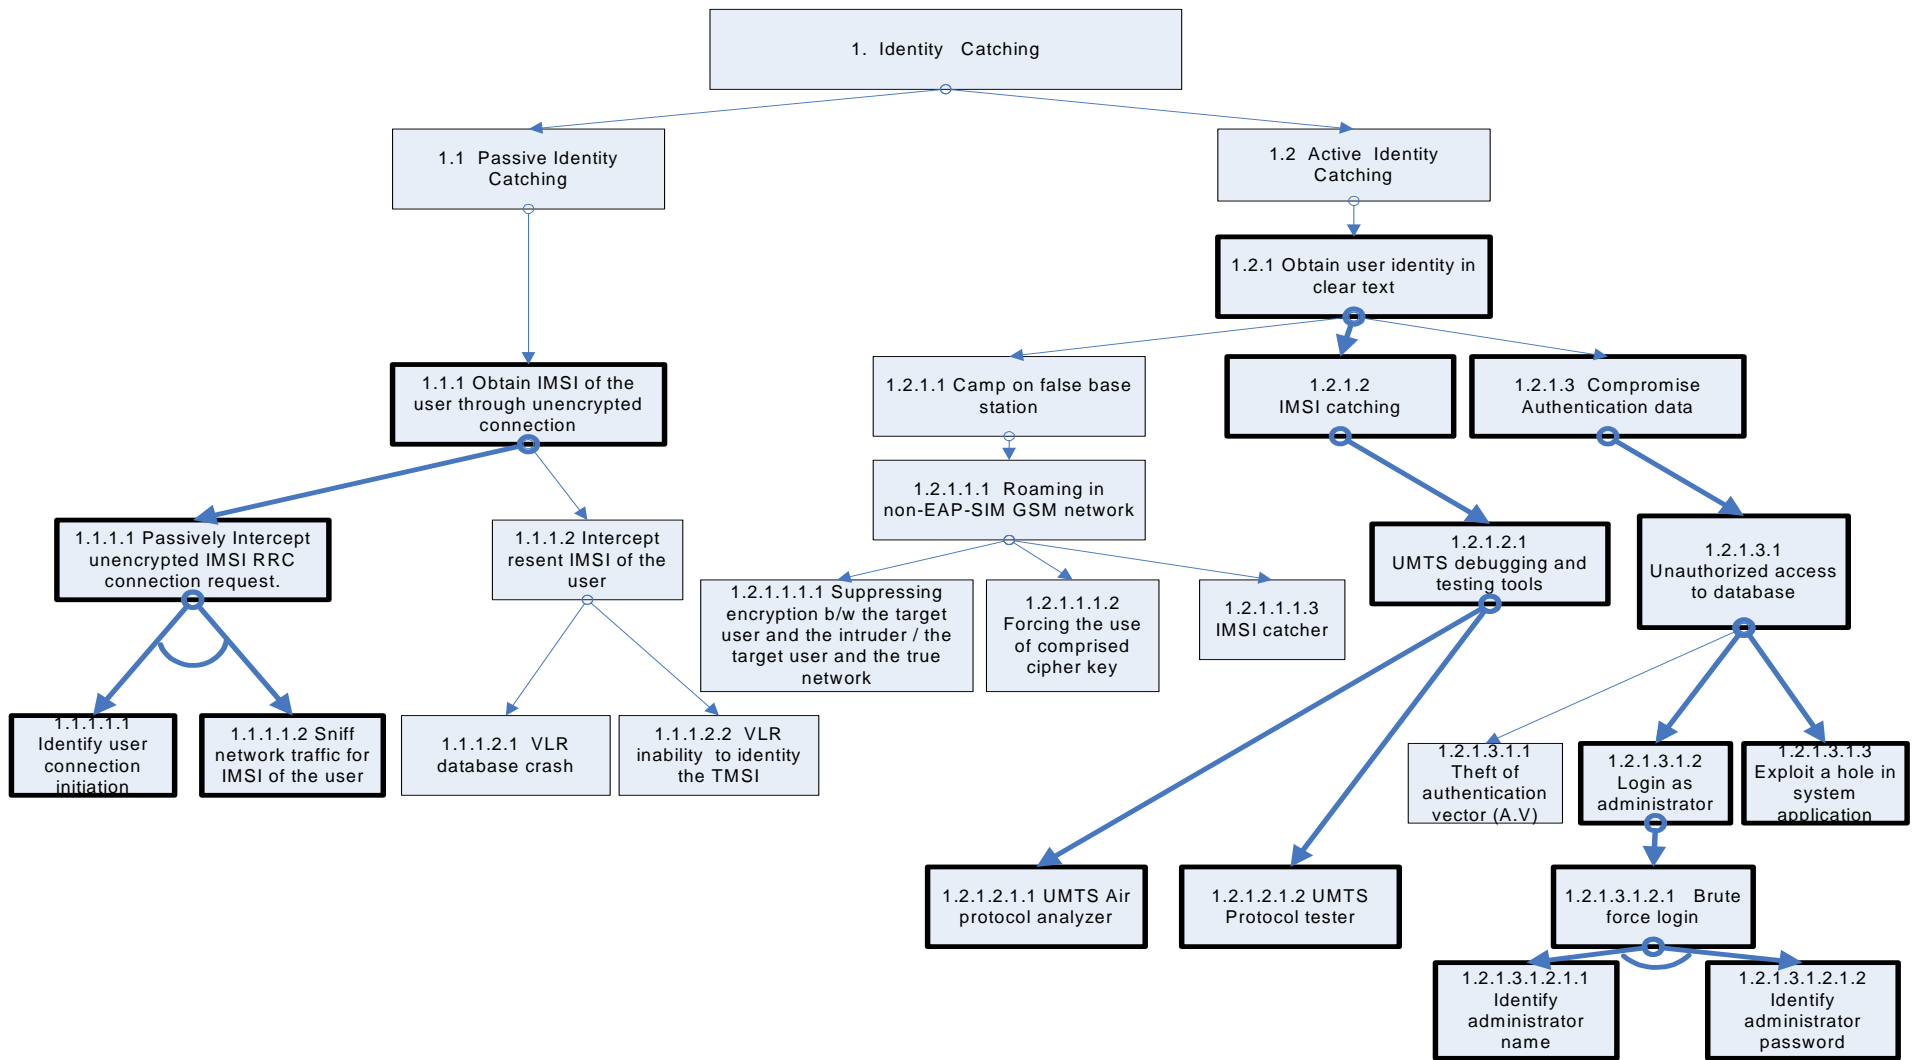 1. Identity Catching
1.1 Passive Identity
Catching
1.2 Active Identity
Catching
1.2.1 Obtain user identity in
clear text
1.1.1 Obtain IMSI of the
user through unencrypted
connection
1.2.1.1 Camp on false base
station
1.2.1.2
IMSI catching
1.2.1.3 Compromise
Authentication data
1.2.1.1.1 Roaming in
non-EAP-SIM GSM network
1.1.1.1 Passively Intercept
unencrypted IMSI RRC
connection request.
1.1.1.2 Intercept
resent IMSI of the
user
1.2.1.2.1
UMTS debugging and
testing tools
1.2.1.3.1
Unauthorized access
to database
1.2.1.1.1.1 Suppressing
encryption b/w the target
user and the intruder / the
target user and the true
network
1.2.1.1.1.2
Forcing the use
of comprised
cipher key
1.2.1.1.1.3
IMSI catcher
1.1.1.1.1
Identify user
connection
initiation
1.1.1.1.2 Sniff
network traffic for
IMSI of the user
1.1.1.2.1 VLR
database crash
1.1.1.2.2 VLR
inability to identify
the TMSI
1.2.1.3.1.1
Theft of
authentication
vector (A.V)
1.2.1.3.1.2
Login as
administrator
1.2.1.3.1.3
Exploit a hole in
system
application
1.2.1.2.1.1 UMTS Air
protocol analyzer
1.2.1.2.1.2 UMTS
Protocol tester
1.2.1.3.1.2.1 Brute
force login
1.2.1.3.1.2.1.1
Identify
administrator
name
1.2.1.3.1.2.1.2
Identify
administrator
password